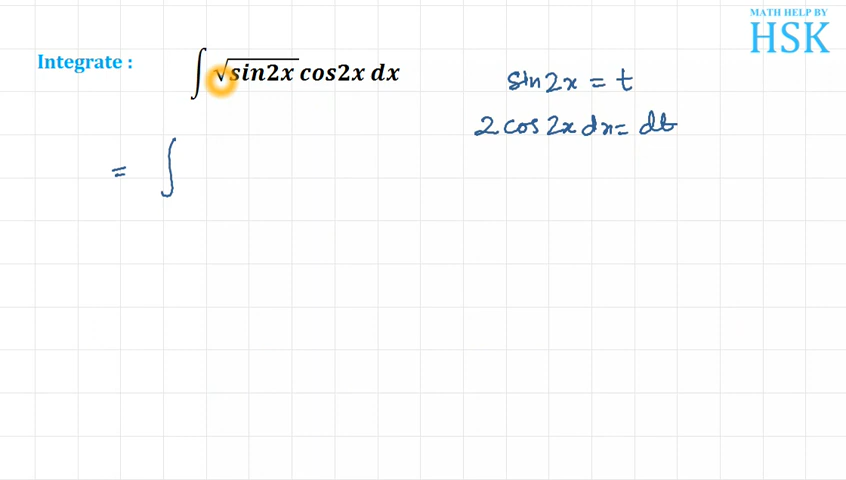 MATH HELP BY
HSK
Integrate : ∫ √sin2x cos2x dx
sin 2x = t
2 cos 2x dx = dt
= ∫